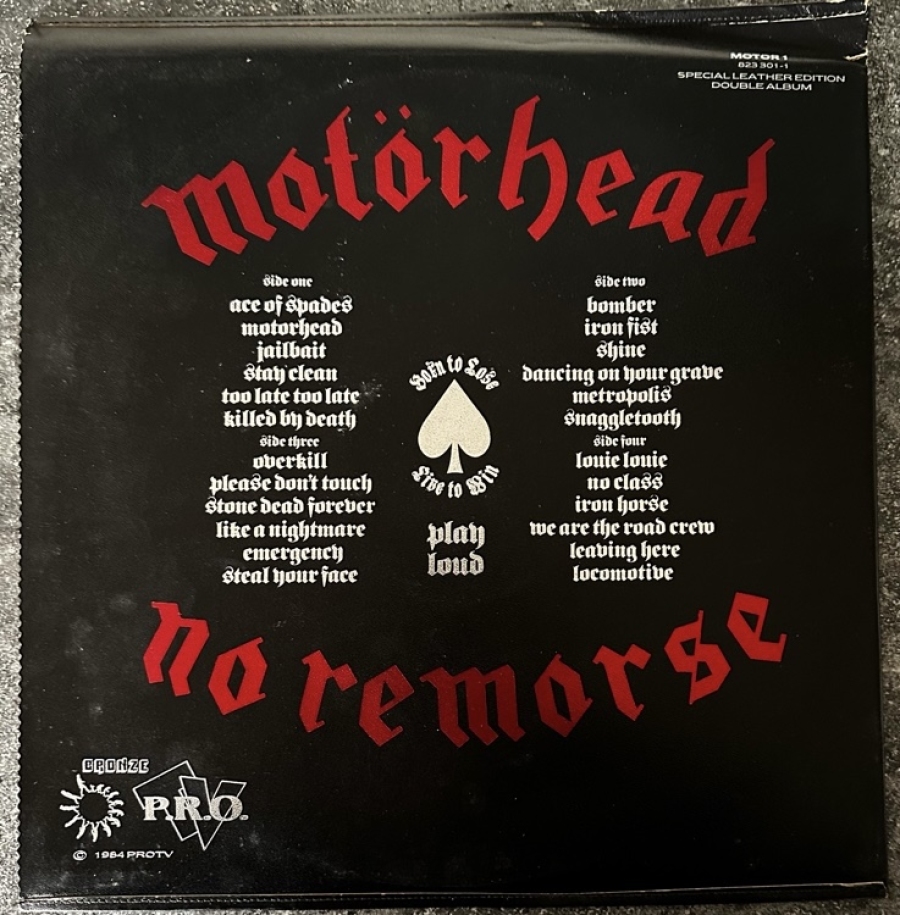 MOTOR 1
823 301-1
SPECIAL LEATHER EDITION
DOUBLE ALBUM
motörhead
side one
ace of spades
motorhead
jailbait
stay clean
too late too late
killed by death
side three
overkill
please don't touch
stone dead forever
like a nightmare
emergency
steal your face
Born to Lose
Live to Win
play
loud
side two
bomber
iron fist
shine
dancing on your grave
metropolis
snaggletooth
side four
louie louie
no class
iron horse
we are the road crew
leaving here
locomotive
no remorse
BRONZE
P.R.O.
© 1984 PROTV